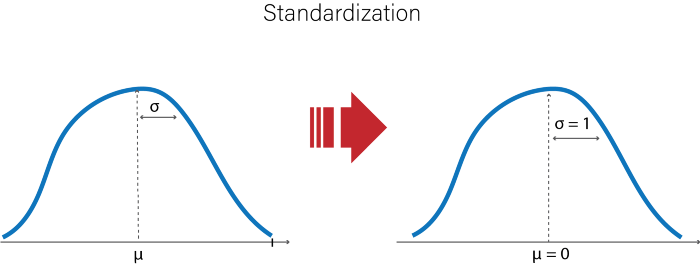 Standardization
σ
σ = 1
μ
μ = 0